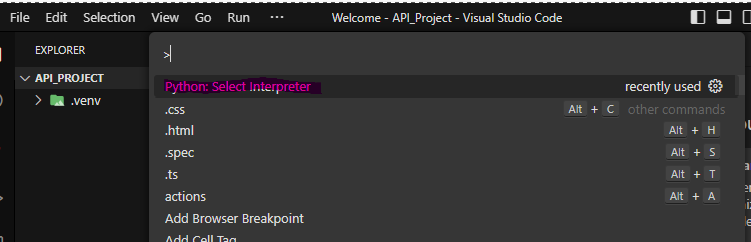 File Edit Selection View Go Run ... Welcome - API_Project - Visual Studio Code
EXPLORER
API_PROJECT
.venv
>
Python: Select Interpreter recently used
.css Alt + C other commands
.html Alt + H
.spec Alt + S
.ts Alt + T
actions Alt + A
Add Browser Breakpoint
Add Cell Tag